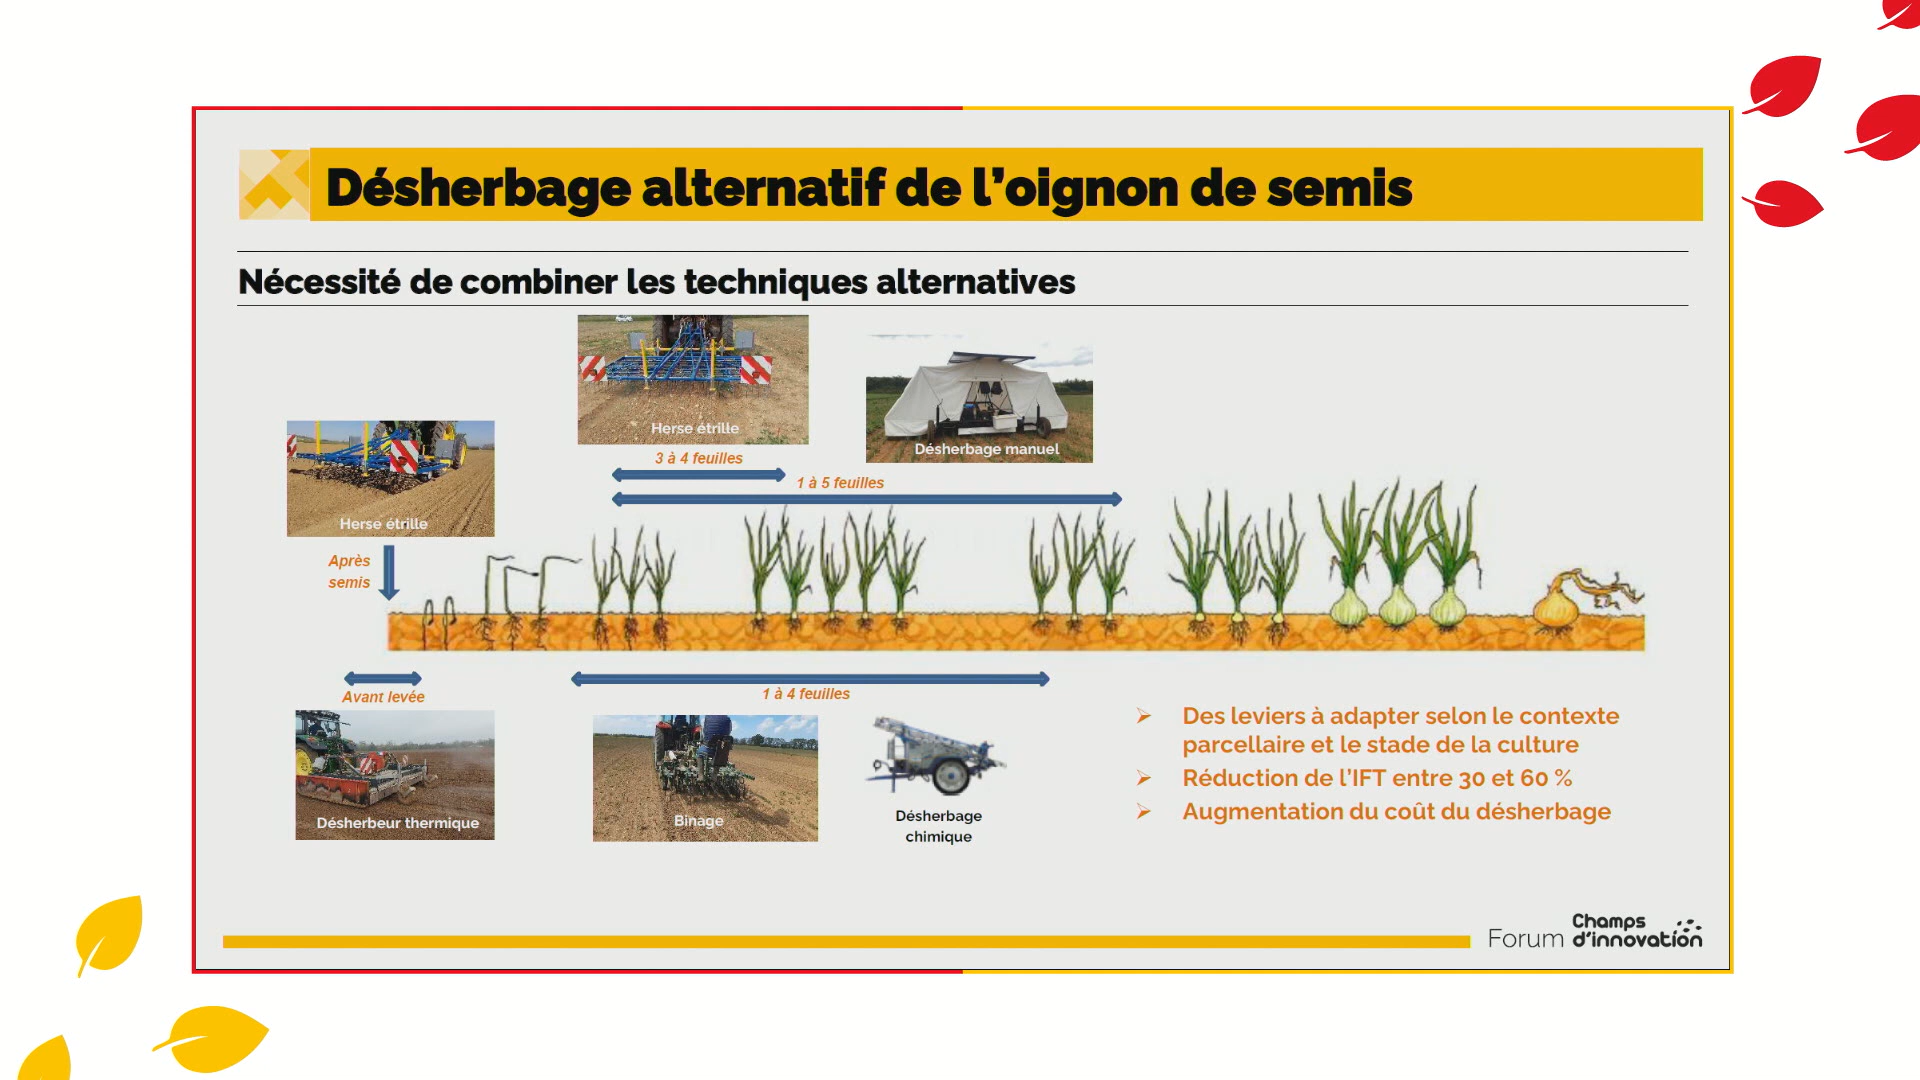 Désherbage alternatif de l’oignon de semis
Nécessité de combiner les techniques alternatives
Herse étrille
3 à 4 feuilles
Désherbage manuel
1 à 5 feuilles
Herse étrille
Après
semis
Avant levée
Désherbeur thermique
1 à 4 feuilles
Binage
Désherbage
chimique
Des leviers à adapter selon le contexte
parcellaire et le stade de la culture
Réduction de l’IFT entre 30 et 60 %
Augmentation du coût du désherbage
Forum Champs
d’innovation